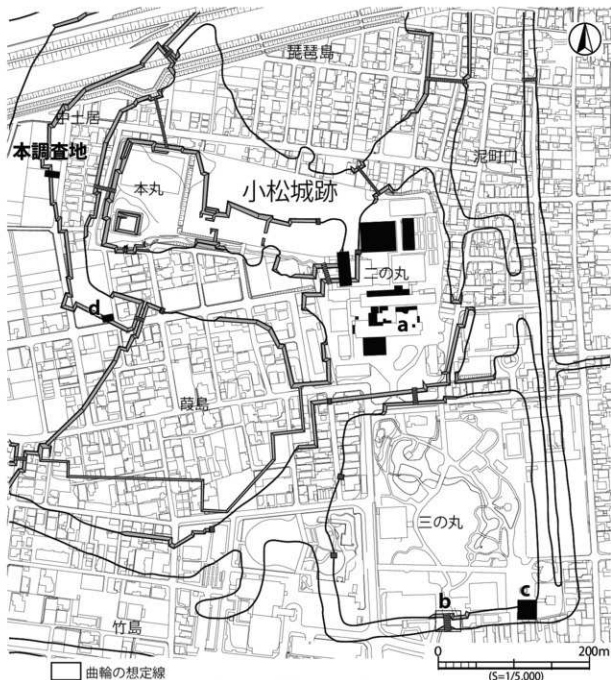 琵琶島
中土居
泥町口
本調査地
小松城跡
本丸
二の丸
a
d
葭島
三の丸
b
c
竹島
0
200m
(S=1/5,000)
曲輪の想定線